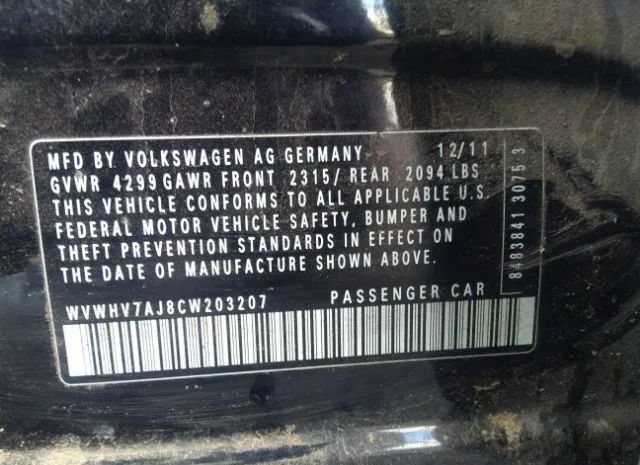 MFD BY VOLKSWAGEN AG GERMANY 12/11
GVWR 4299 GAWR FRONT 2315/ REAR 2094 LBS
THIS VEHICLE CONFORMS TO ALL APPLICABLE U.S.
FEDERAL MOTOR VEHICLE SAFETY, BUMPER AND
THEFT PREVENTION STANDARDS IN EFFECT ON
THE DATE OF MANUFACTURE SHOWN ABOVE.
WVWHV7AJ8CW203207 PASSENGER CAR
3075 3